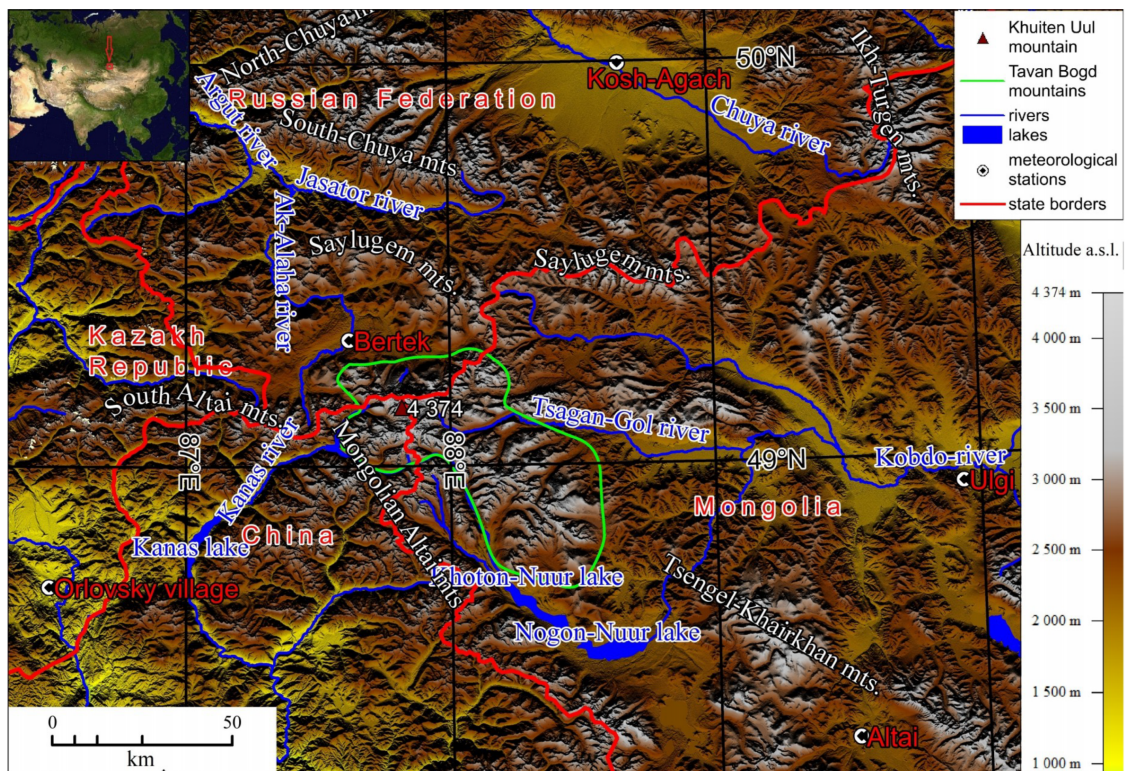 North-Chuya m
Russian Federation
Argut river
South-Chuya mts.
Jasator river
Ak-Alaha river
Kosh-Agach
50°N
Chuya river
Ikh-Turgen mts.
Saylugem mts.
Saylugem mts.
Kazakh
Republic
South Altai mts.
Bertek
4 374
Tsagan-Gol river
87°E
88°E
49°N
Kobdo-river
Ulgi
Kanas river
Mongolian Altai mts
Mongolia
China
Kanas lake
Orlovsky village
Khoton-Nuur lake
Nogon-Nuur lake
Tsengel-Khairkhan mts.
Altai
0
50
km
Khuiten Uul
mountain
Tavan Bogd
mountains
rivers
lakes
meteorological
stations
state borders
Altitude a.s.l.
4 374 m
4 000 m
3 500 m
3 000 m
2 500 m
2 000 m
1 500 m
1 000 m